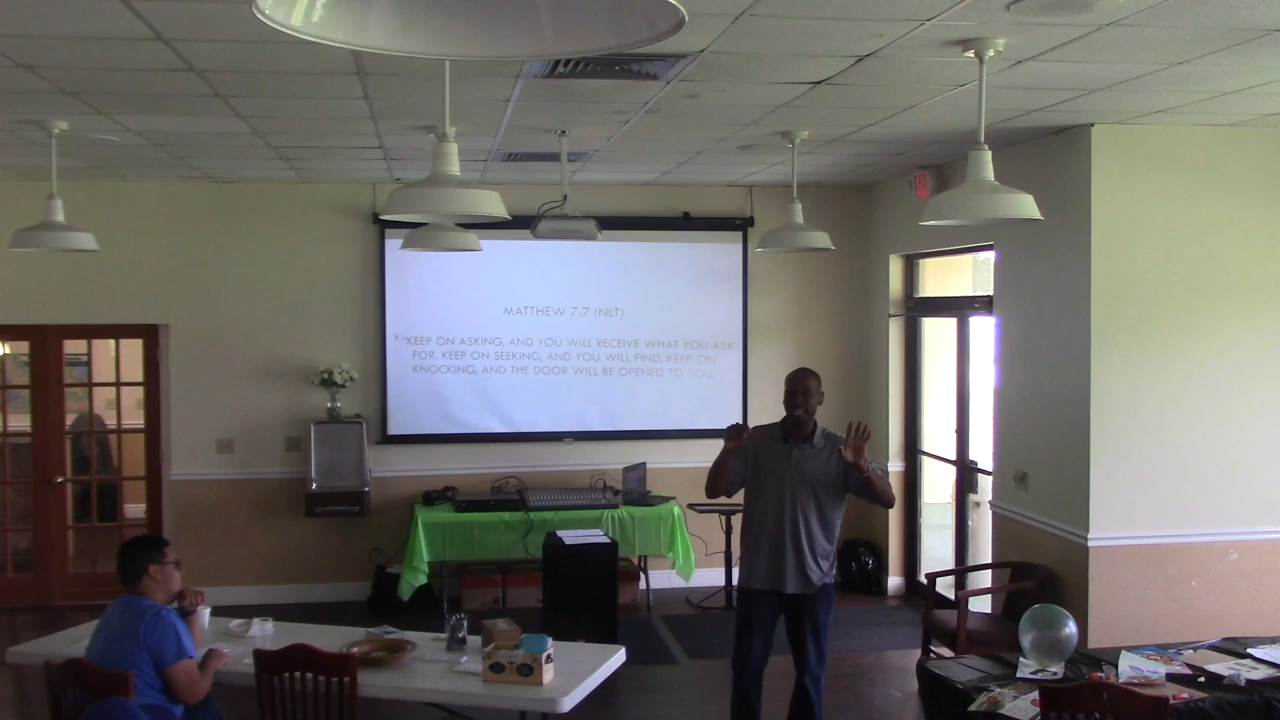 EXIT
MATTHEW 7:7 (NLT)
7 "KEEP ON ASKING, AND YOU WILL RECEIVE WHAT YOU ASK
FOR. KEEP ON SEEKING, AND YOU WILL FIND. KEEP ON
KNOCKING, AND THE DOOR WILL BE OPENED TO YOU.